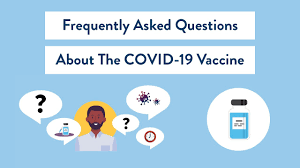 Frequently Asked Questions
About The COVID-19 Vaccine
?
?